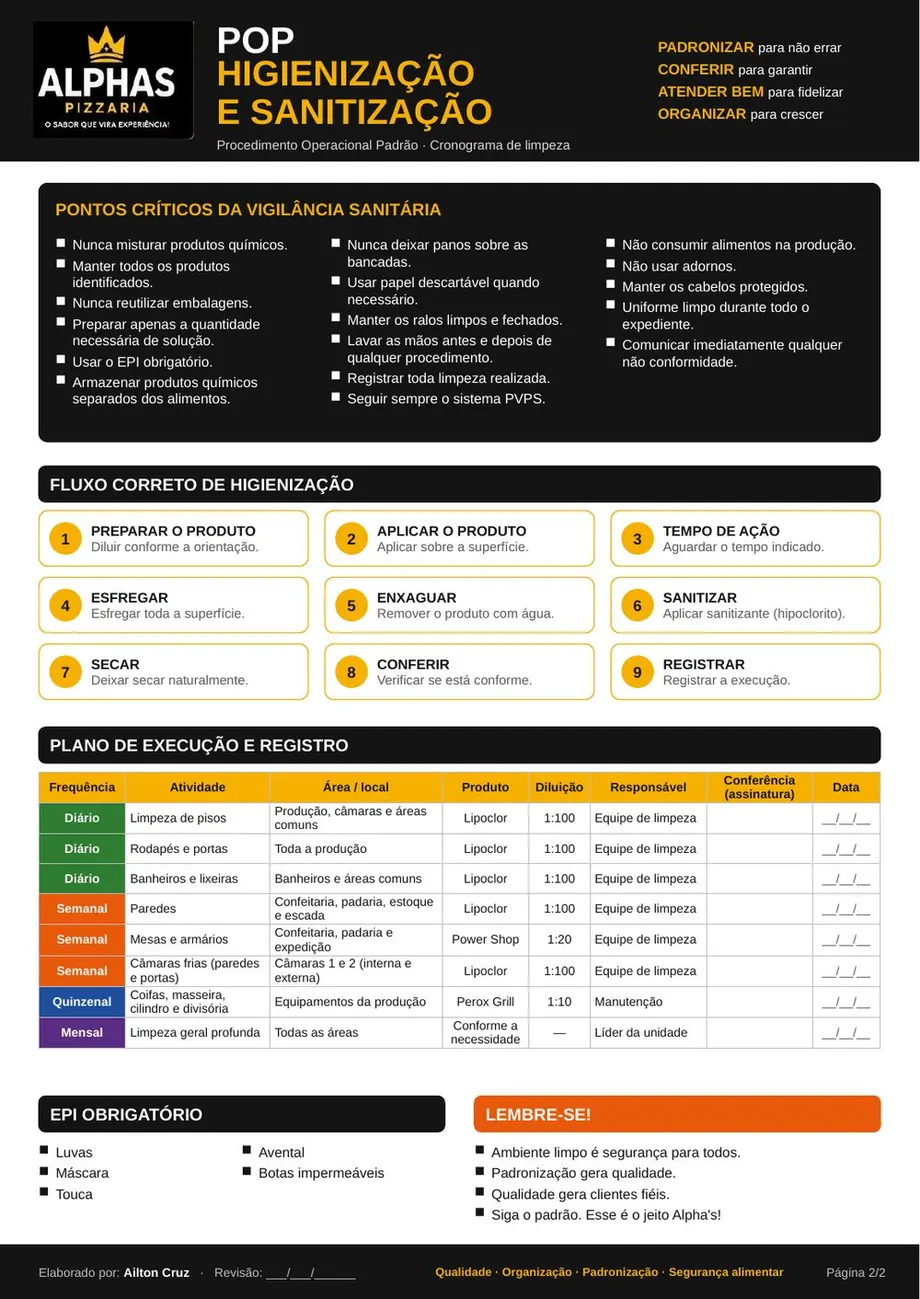 ALPHAS
PIZZARIA
O SABOR QUE VIRA EXPERIÊNCIA!
POP
HIGIENIZAÇÃO
E SANITIZAÇÃO
Procedimento Operacional Padrão · Cronograma de limpeza
PADRONIZAR para não errar
CONFERIR para garantir
ATENDER BEM para fidelizar
ORGANIZAR para crescer
PONTOS CRÍTICOS DA VIGILÂNCIA SANITÁRIA
Nunca misturar produtos químicos.
Manter todos os produtos
identificados.
Nunca reutilizar embalagens.
Preparar apenas a quantidade
necessária de solução.
Usar o EPI obrigatório.
Armazenar produtos químicos
separados dos alimentos.
Nunca deixar panos sobre as
bancadas.
Usar papel descartável quando
necessário.
Manter os ralos limpos e fechados.
Lavar as mãos antes e depois de
qualquer procedimento.
Registrar toda limpeza realizada.
Seguir sempre o sistema PVPS.
Não consumir alimentos na produção.
Não usar adornos.
Manter os cabelos protegidos.
Uniforme limpo durante todo o
expediente.
Comunicar imediatamente qualquer
não conformidade.
FLUXO CORRETO DE HIGIENIZAÇÃO
1 PREPARAR O PRODUTO
Diluir conforme a orientação.
2 APLICAR O PRODUTO
Aplicar sobre a superfície.
3 TEMPO DE AÇÃO
Aguardar o tempo indicado.
4 ESFREGAR
Esfregar toda a superfície.
5 ENXAGUAR
Remover o produto com água.
6 SANITIZAR
Aplicar sanitizante (hipoclorito).
7 SECAR
Deixar secar naturalmente.
8 CONFERIR
Verificar se está conforme.
9 REGISTRAR
Registrar a execução.
PLANO DE EXECUÇÃO E REGISTRO
Frequência Atividade Área / local Produto Diluição Responsável Conferência (assinatura) Data
Diário Limpeza de pisos Produção, câmaras e áreas comuns Lipoclor 1:100 Equipe de limpeza __/__/__
Diário Rodapés e portas Toda a produção Lipoclor 1:100 Equipe de limpeza __/__/__
Diário Banheiros e lixeiras Banheiros e áreas comuns Lipoclor 1:100 Equipe de limpeza __/__/__
Semanal Paredes Confeitaria, padaria, estoque e escada Lipoclor 1:100 Equipe de limpeza __/__/__
Semanal Mesas e armários Confeitaria, padaria e expedição Power Shop 1:20 Equipe de limpeza __/__/__
Semanal Câmaras frias (paredes e portas) Câmaras 1 e 2 (interna e externa) Lipoclor 1:100 Equipe de limpeza __/__/__
Quinzenal Coifas, masseira, cilindro e divisória Equipamentos da produção Perox Grill 1:10 Manutenção __/__/__
Mensal Limpeza geral profunda Todas as áreas Conforme a necessidade — Líder da unidade __/__/__
EPI OBRIGATÓRIO
Luvas
Máscara
Touca
Avental
Botas impermeáveis
LEMBRE-SE!
Ambiente limpo é segurança para todos.
Padronização gera qualidade.
Qualidade gera clientes fiéis.
Siga o padrão. Esse é o jeito Alpha's!
Elaborado por: Ailton Cruz · Revisão: ___/___/______
Qualidade · Organização · Padronização · Segurança alimentar
Página 2/2